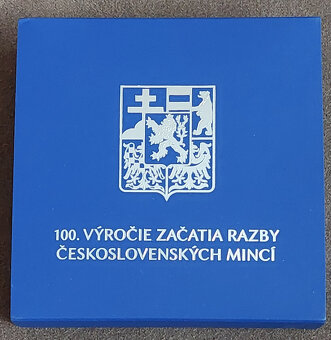 100. VÝROČIE ZAČATIA RAZBY
ČESKOSLOVENSKÝCH MINCÍ